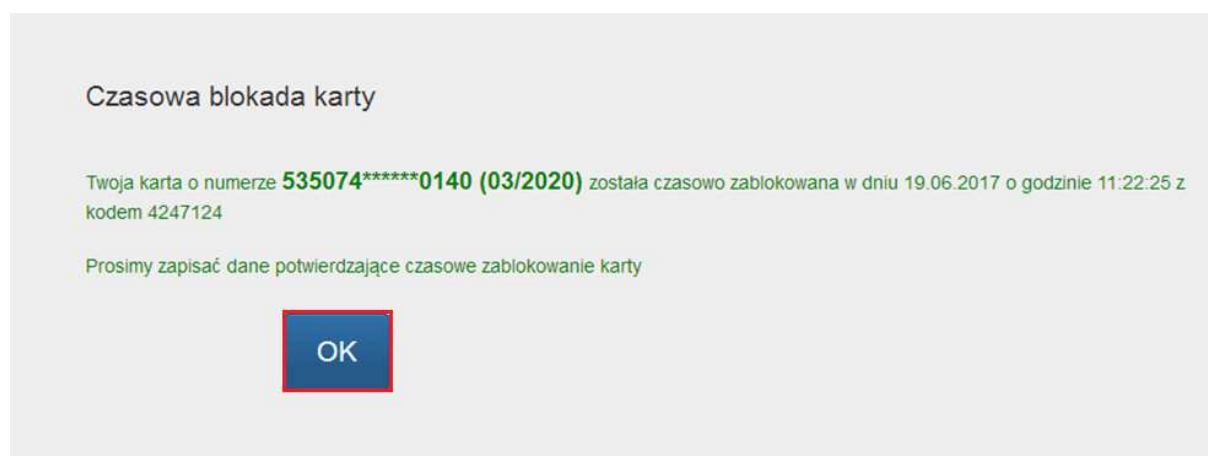 Czasowa blokada karty
Twoja karta o numerze 535074******0140 (03/2020) została czasowo zablokowana w dniu 19.06.2017 o godzinie 11:22:25 z
kodem 4247124
Prosimy zapisać dane potwierdzające czasowe zablokowanie karty
OK